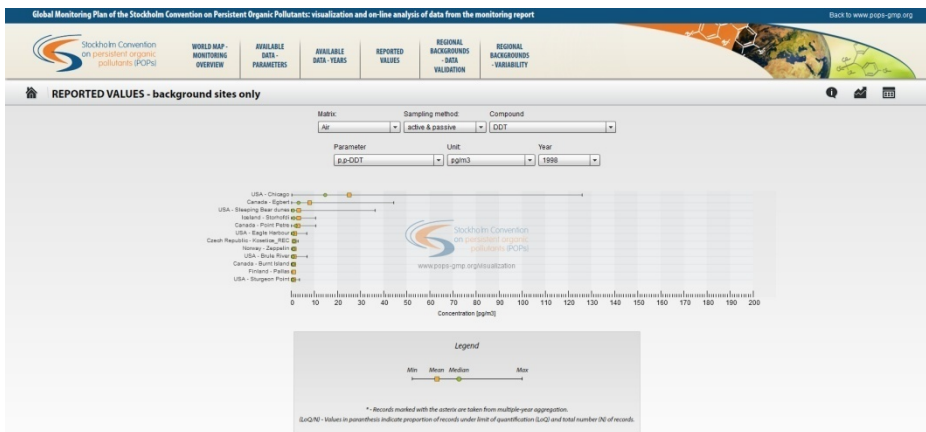 Global Monitoring Plan of the Stockholm Convention on Persistent Organic Pollutants: visualization and on-line analysis of data from the monitoring report
Back to www.pops-gmp.org
Stockholm Convention
on persistent organic
pollutants (POPs)
WORLD MAP -
MONITORING
OVERVIEW
AVAILABLE
DATA -
PARAMETERS
AVAILABLE
DATA - YEARS
REPORTED
VALUES
REGIONAL
BACKGROUNDS
- DATA
VALIDATION
REGIONAL
BACKGROUNDS
- VARIABILITY
REPORTED VALUES - background sites only
Matrix: Sampling method: Compound
Air active & passive DDT
Parameter Unit: Year
p,p-DDT pg/m3 1998
USA - Chicago
Canada - Egbert
USA - Sleeping Bear dunes
Iceland - Storhofdi
Canada - Point Petre
USA - Eagle Harbour
Czech Republic - Kosetice_REC
Norway - Zeppelin
USA - Brule River
Canada - Burnt Island
Finland - Pallas
USA - Sturgeon Point
Stockholm Convention
on persistent organic
pollutants (POPs)
www.pops-gmp.org/visualization
0 10 20 30 40 50 60 70 80 90 100 110 120 130 140 150 160 170 180 190 200
Concentration [pg/m3]
Legend
Min Mean Median Max
* - Records marked with the asterix are taken from multiple-year aggregation.
(LoQ/N) - Values in paranthesis indicate proportion of records under limit of quantification (LoQ) and total number (N) of records.